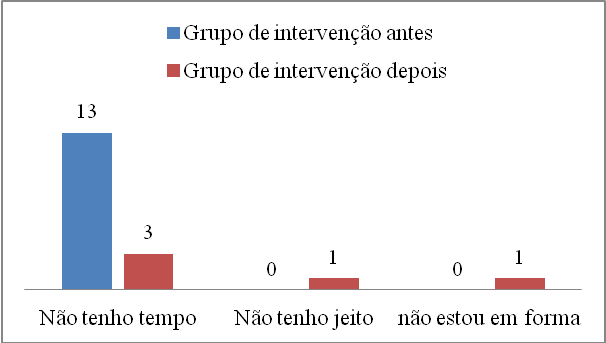 Grupo de intervenção antes
Grupo de intervenção depois
13
3
0
1
0
1
Não tenho tempo
Não tenho jeito
não estou em forma